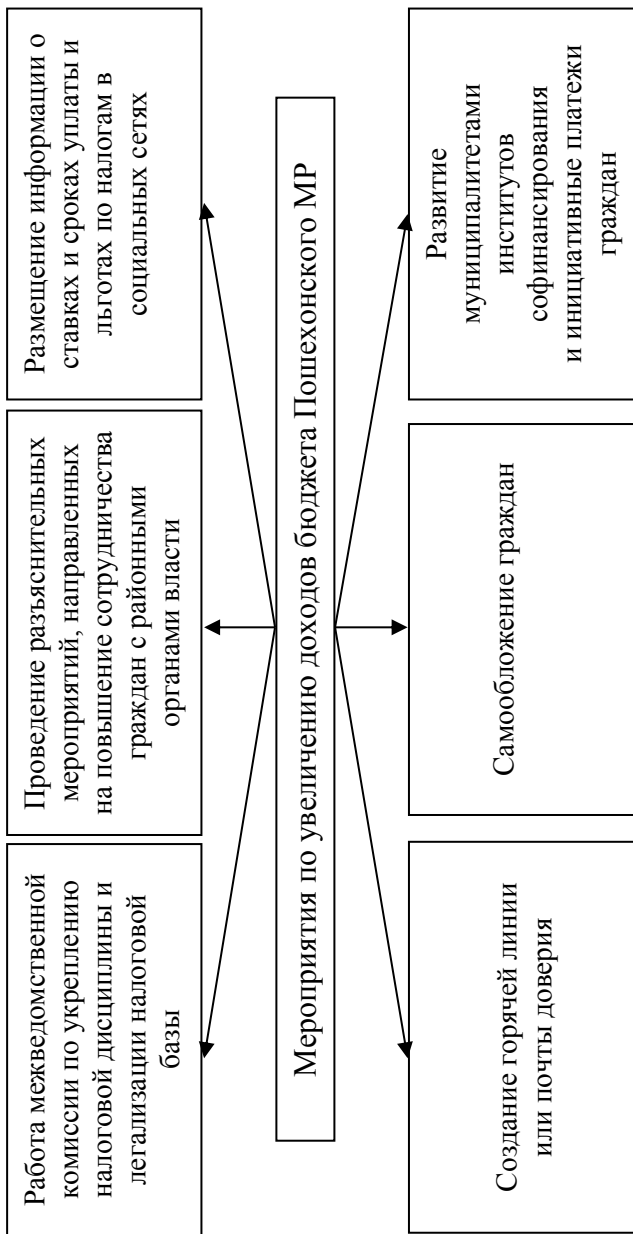 Работа межведомственной
комиссии по укреплению
налоговой дисциплины и
легализации налоговой
базы
Проведение разъяснительных
мероприятий, направленных
на повышение сотрудничества
граждан с районными
органами власти
Размещение информации о
ставках и сроках уплаты и
льготах по налогам в
социальных сетях
Мероприятия по увеличению доходов бюджета Пошехонского МР
Создание горячей линии
или почты доверия
Самообложение граждан
Развитие
муниципалитетами
институтов
софинансирования
и инициативные платежи
граждан